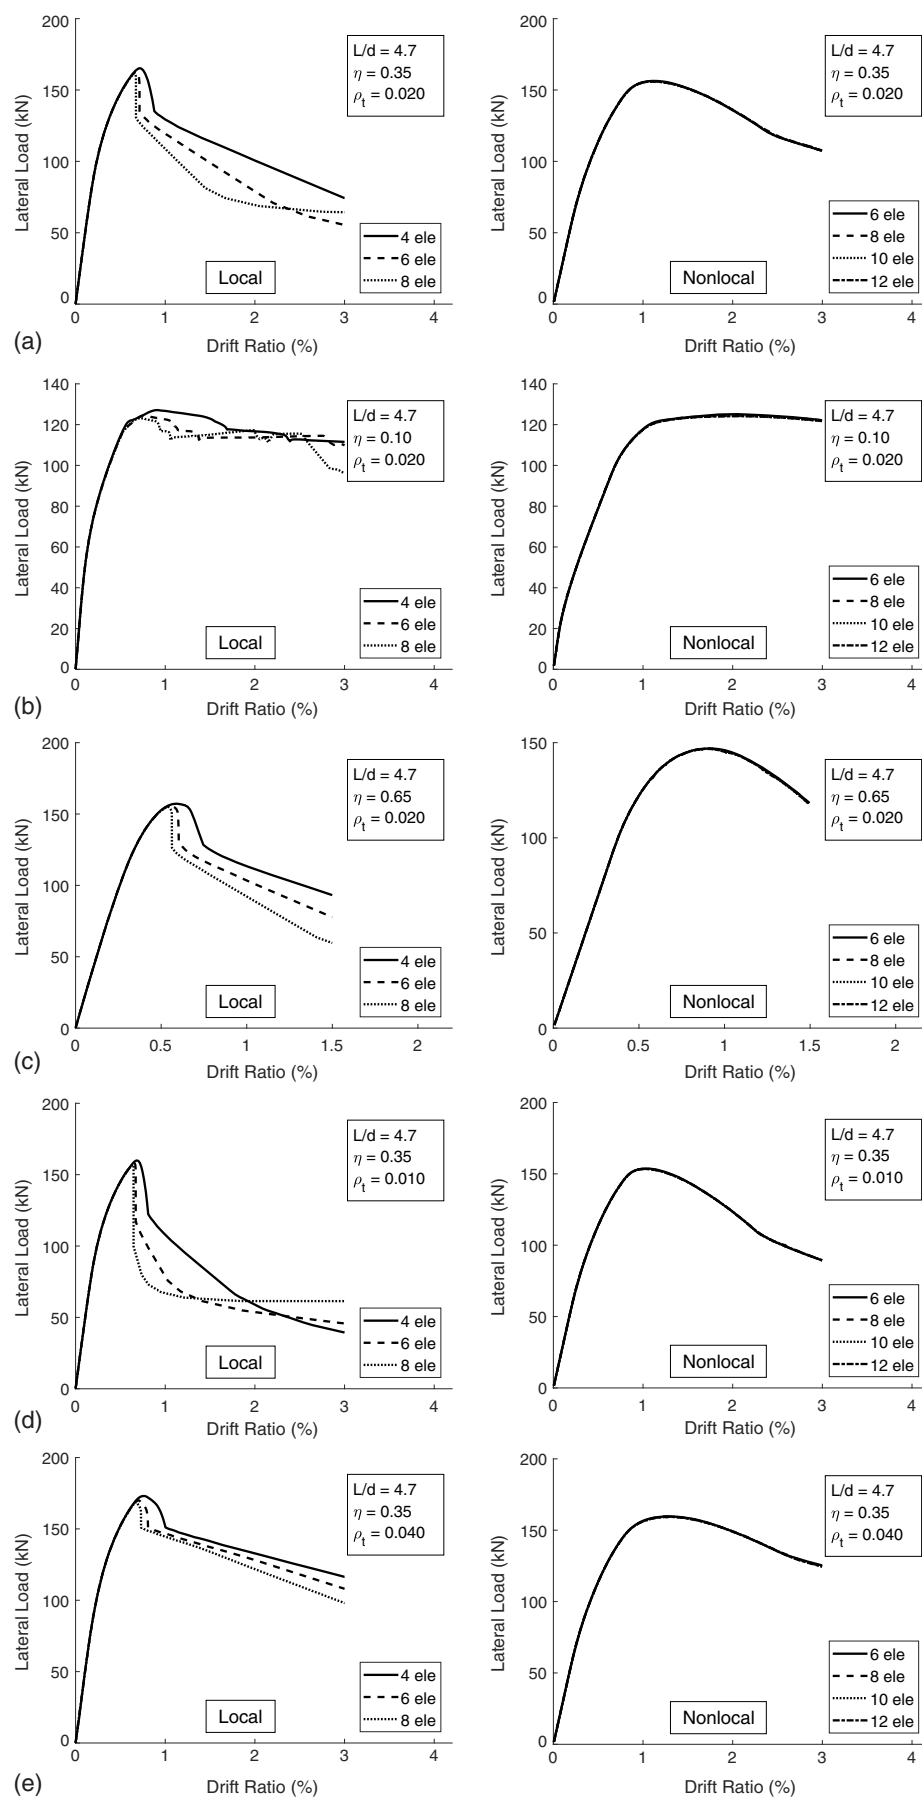 200
150
100
50
0
Lateral Load (kN)
L/d = 4.7
η = 0.35
ρt = 0.020
4 ele
6 ele
8 ele
Local
0 1 2 3 4
Drift Ratio (%)
200
150
100
50
0
Lateral Load (kN)
L/d = 4.7
η = 0.35
ρt = 0.020
6 ele
8 ele
10 ele
12 ele
Nonlocal
0 1 2 3 4
Drift Ratio (%)
(a)
140
120
100
80
60
40
20
0
Lateral Load (kN)
L/d = 4.7
η = 0.10
ρt = 0.020
4 ele
6 ele
8 ele
Local
0 1 2 3 4
Drift Ratio (%)
140
120
100
80
60
40
20
0
Lateral Load (kN)
L/d = 4.7
η = 0.10
ρt = 0.020
6 ele
8 ele
10 ele
12 ele
Nonlocal
0 1 2 3 4
Drift Ratio (%)
(b)
200
150
100
50
0
Lateral Load (kN)
L/d = 4.7
η = 0.65
ρt = 0.020
4 ele
6 ele
8 ele
Local
0 0.5 1 1.5 2
Drift Ratio (%)
150
100
50
0
Lateral Load (kN)
L/d = 4.7
η = 0.65
ρt = 0.020
6 ele
8 ele
10 ele
12 ele
Nonlocal
0 0.5 1 1.5 2
Drift Ratio (%)
(c)
200
150
100
50
0
Lateral Load (kN)
L/d = 4.7
η = 0.35
ρt = 0.010
4 ele
6 ele
8 ele
Local
0 1 2 3 4
Drift Ratio (%)
200
150
100
50
0
Lateral Load (kN)
L/d = 4.7
η = 0.35
ρt = 0.010
6 ele
8 ele
10 ele
12 ele
Nonlocal
0 1 2 3 4
Drift Ratio (%)
(d)
200
150
100
50
0
Lateral Load (kN)
L/d = 4.7
η = 0.35
ρt = 0.040
4 ele
6 ele
8 ele
Local
0 1 2 3 4
Drift Ratio (%)
200
150
100
50
0
Lateral Load (kN)
L/d = 4.7
η = 0.35
ρt = 0.040
6 ele
8 ele
10 ele
12 ele
Nonlocal
0 1 2 3 4
Drift Ratio (%)
(e)